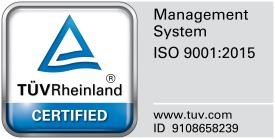 ®
TÜVRheinland
CERTIFIED
Management
System
ISO 9001:2015
www.tuv.com
ID 9108658239